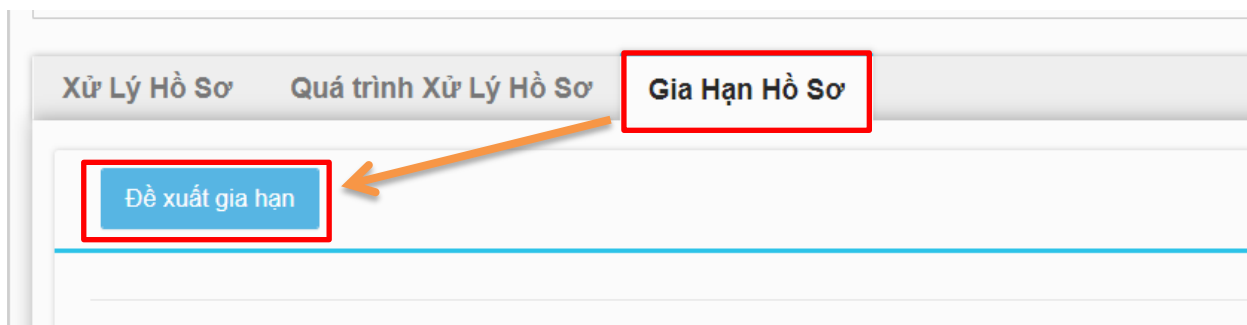 Xử Lý Hồ Sơ Quá trình Xử Lý Hồ Sơ Gia Hạn Hồ Sơ
Đề xuất gia hạn